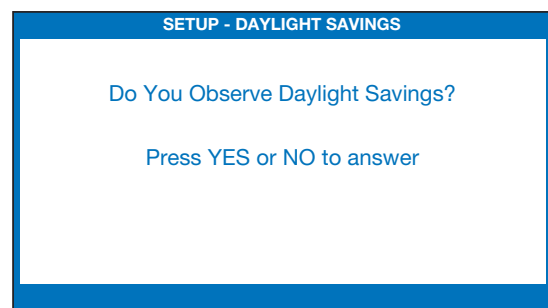 SETUP - DAYLIGHT SAVINGS
Do You Observe Daylight Savings?
Press YES or NO to answer